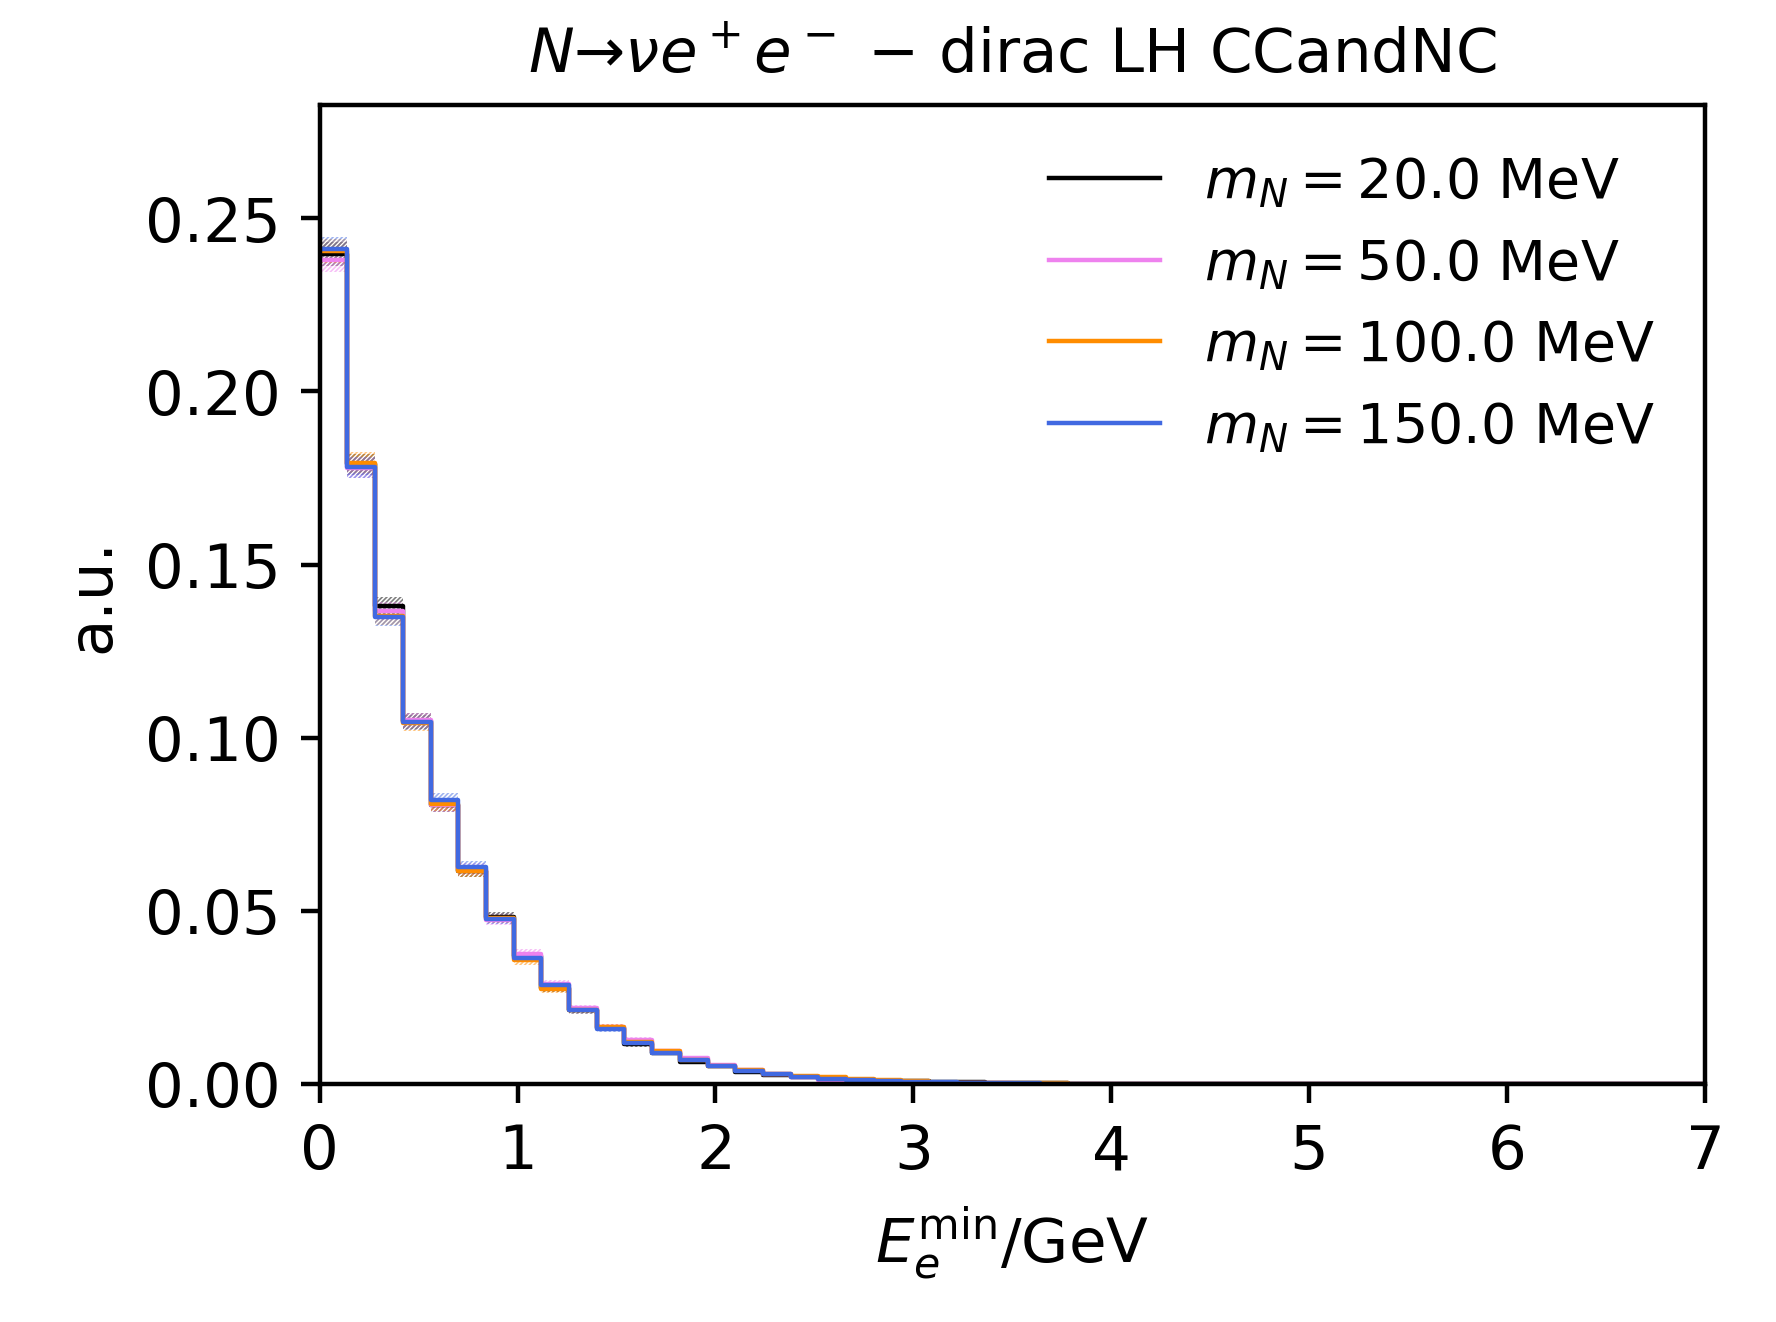 N→νe⁺e⁻ − dirac LH CCandNC
m_N = 20.0 MeV
m_N = 50.0 MeV
m_N = 100.0 MeV
m_N = 150.0 MeV
a.u.
0.25
0.20
0.15
0.10
0.05
0.00
0 1 2 3 4 5 6 7
E_e^min/GeV